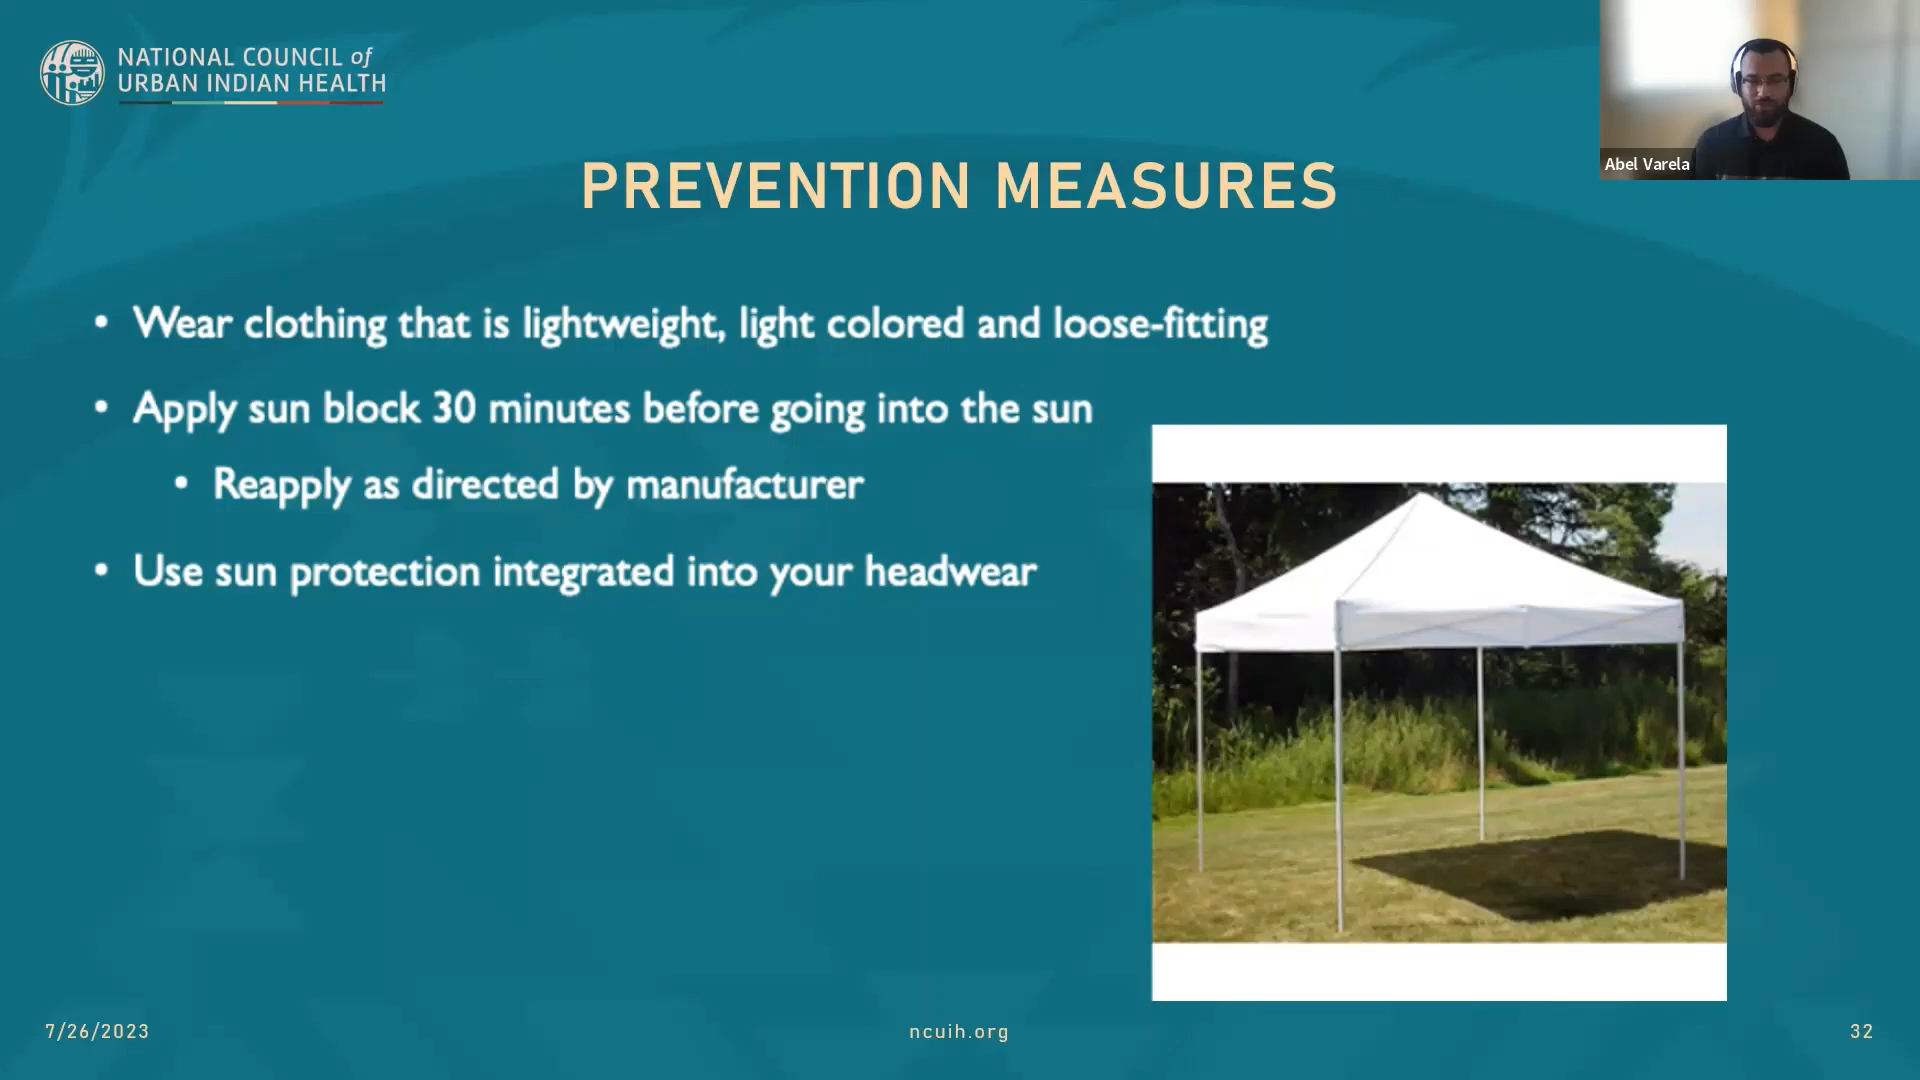 NATIONAL COUNCIL of
URBAN INDIAN HEALTH
Abel Varela
PREVENTION MEASURES
• Wear clothing that is lightweight, light colored and loose-fitting
• Apply sun block 30 minutes before going into the sun
• Reapply as directed by manufacturer
• Use sun protection integrated into your headwear
7/26/2023
ncuih.org
32